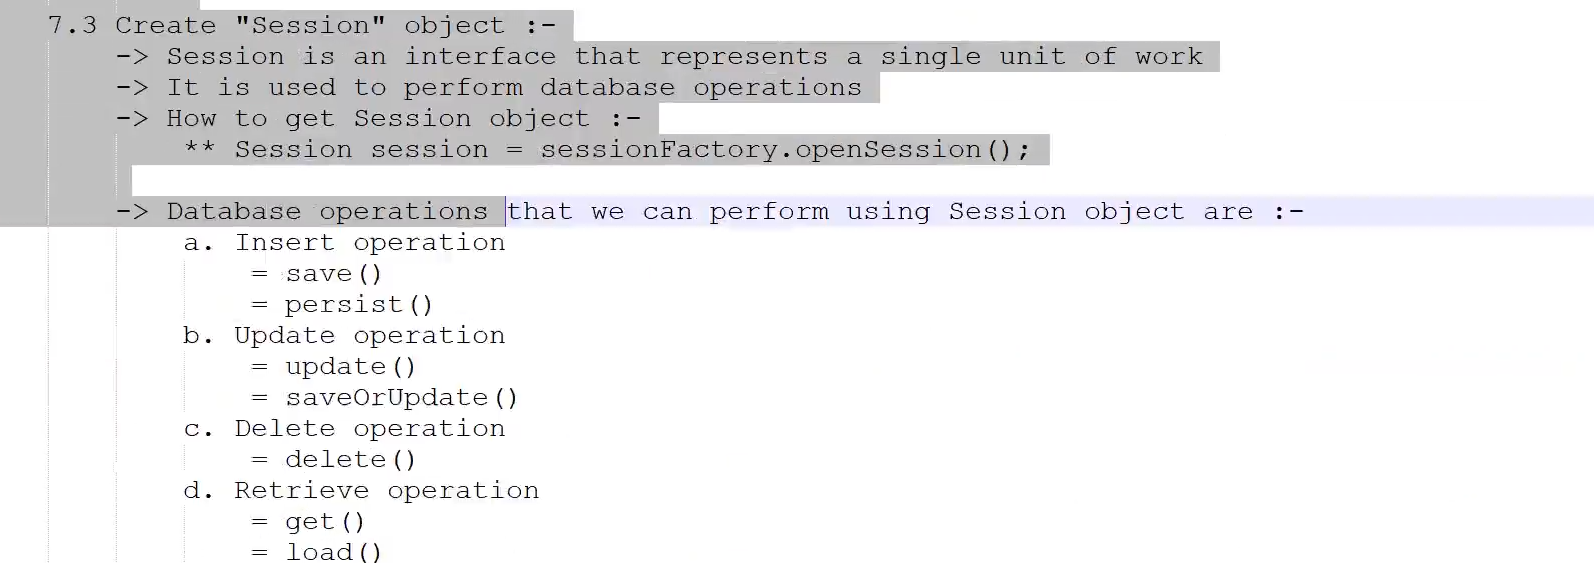 7.3 Create "Session" object :-
-> Session is an interface that represents a single unit of work
-> It is used to perform database operations
-> How to get Session object :-
** Session session = sessionFactory.openSession();
-> Database operations that we can perform using Session object are :-
a. Insert operation
= save()
= persist()
b. Update operation
= update()
= saveOrUpdate()
c. Delete operation
= delete()
d. Retrieve operation
= get()
= load()